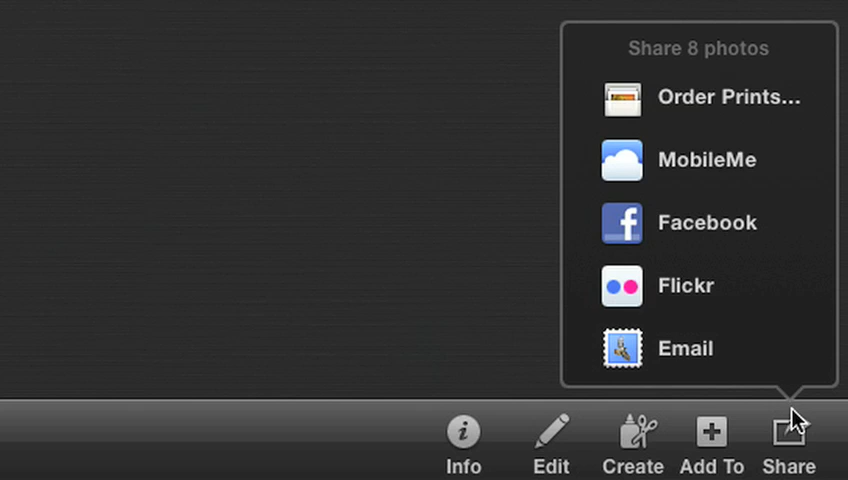 Share 8 photos
Order Prints...
MobileMe
Facebook
Flickr
Email
Info Edit Create Add To Share